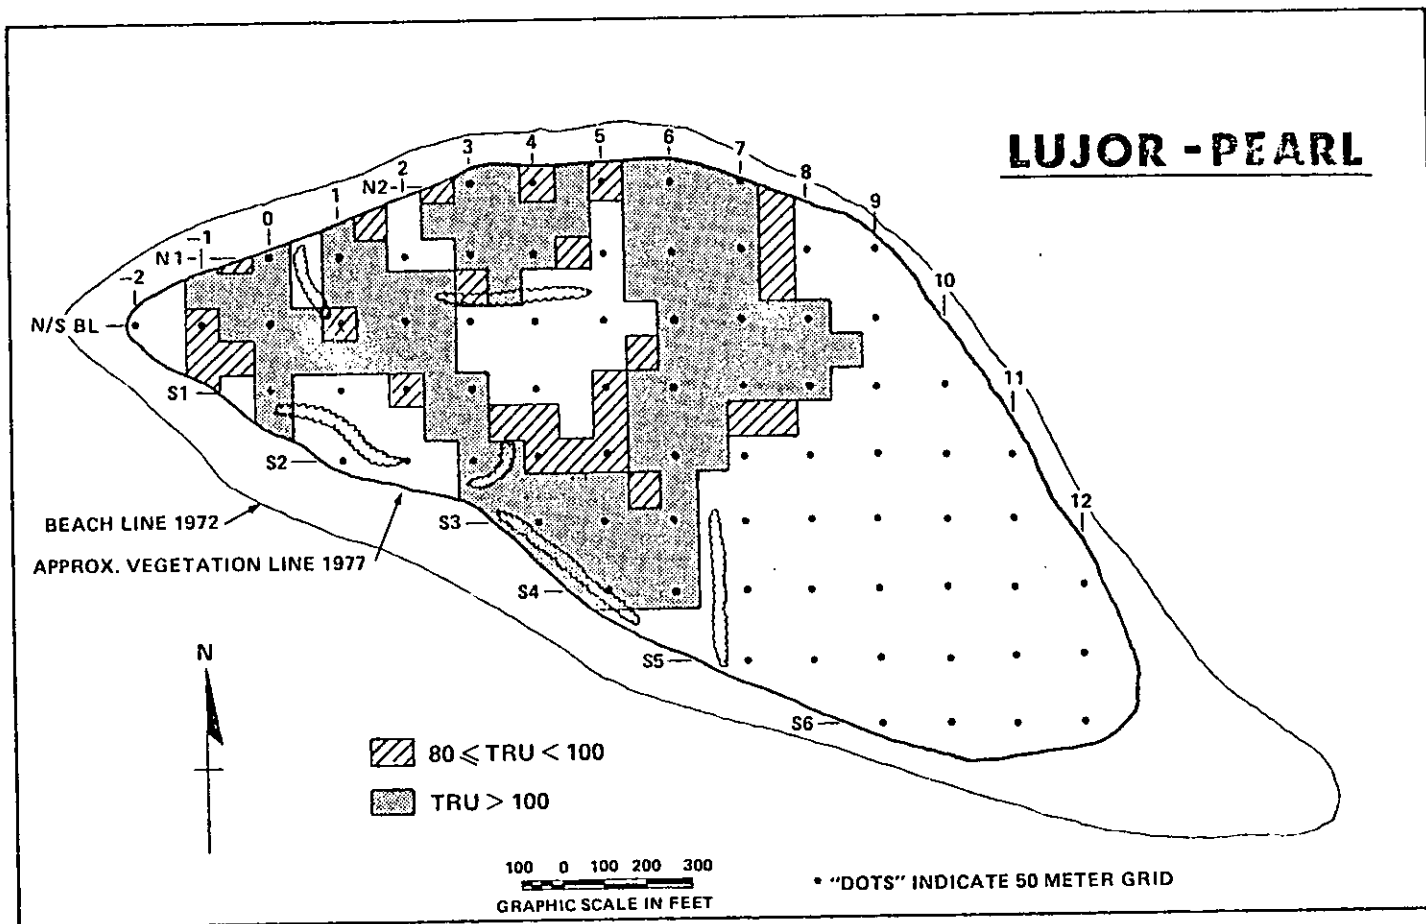 LUJOR - PEARL
3
4
5
6
7
8
9
10
11
12
2
N2
1
0
-1
N1
-2
N/S BL
S1
S2
S3
S4
S5
S6
BEACH LINE 1972
APPROX. VEGETATION LINE 1977
N
80 ⩽ TRU < 100
TRU > 100
100 0 100 200 300
GRAPHIC SCALE IN FEET
• "DOTS" INDICATE 50 METER GRID